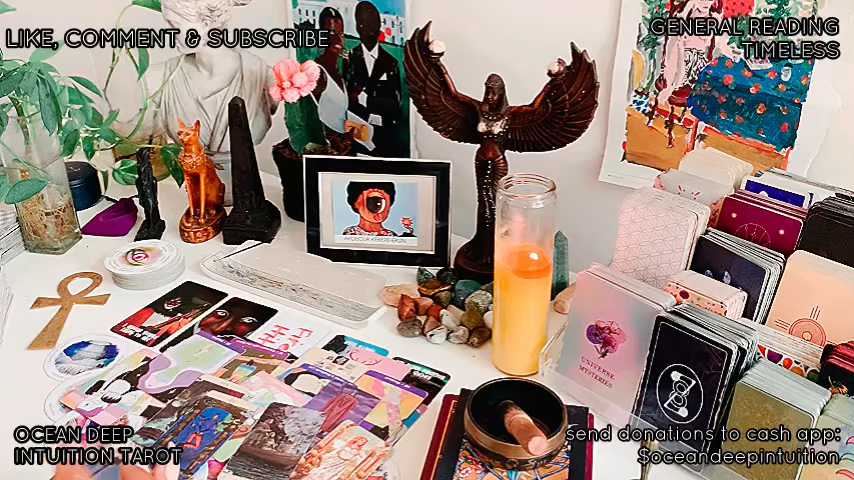 LIKE, COMMENT & SUBSCRIBE
GENERAL READING
TIMELESS
UNIVERSE
MYSTERIES
OCEAN DEEP
INTUITION TAROT
send donations to cash app:
$oceandeepintuition